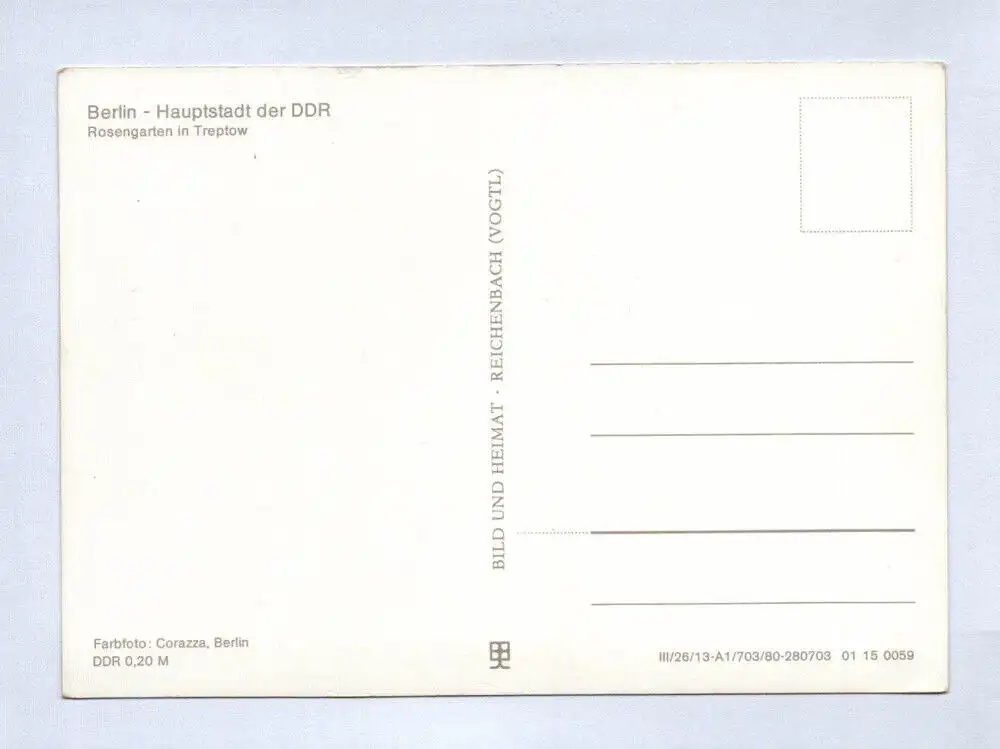 Berlin - Hauptstadt der DDR
Rosengarten in Treptow
BILD UND HEIMAT · REICHENBACH (VOGTL)
Farbfoto: Corazza, Berlin
DDR 0,20 M
III/26/13-A1/703/80-280703 01 15 0059